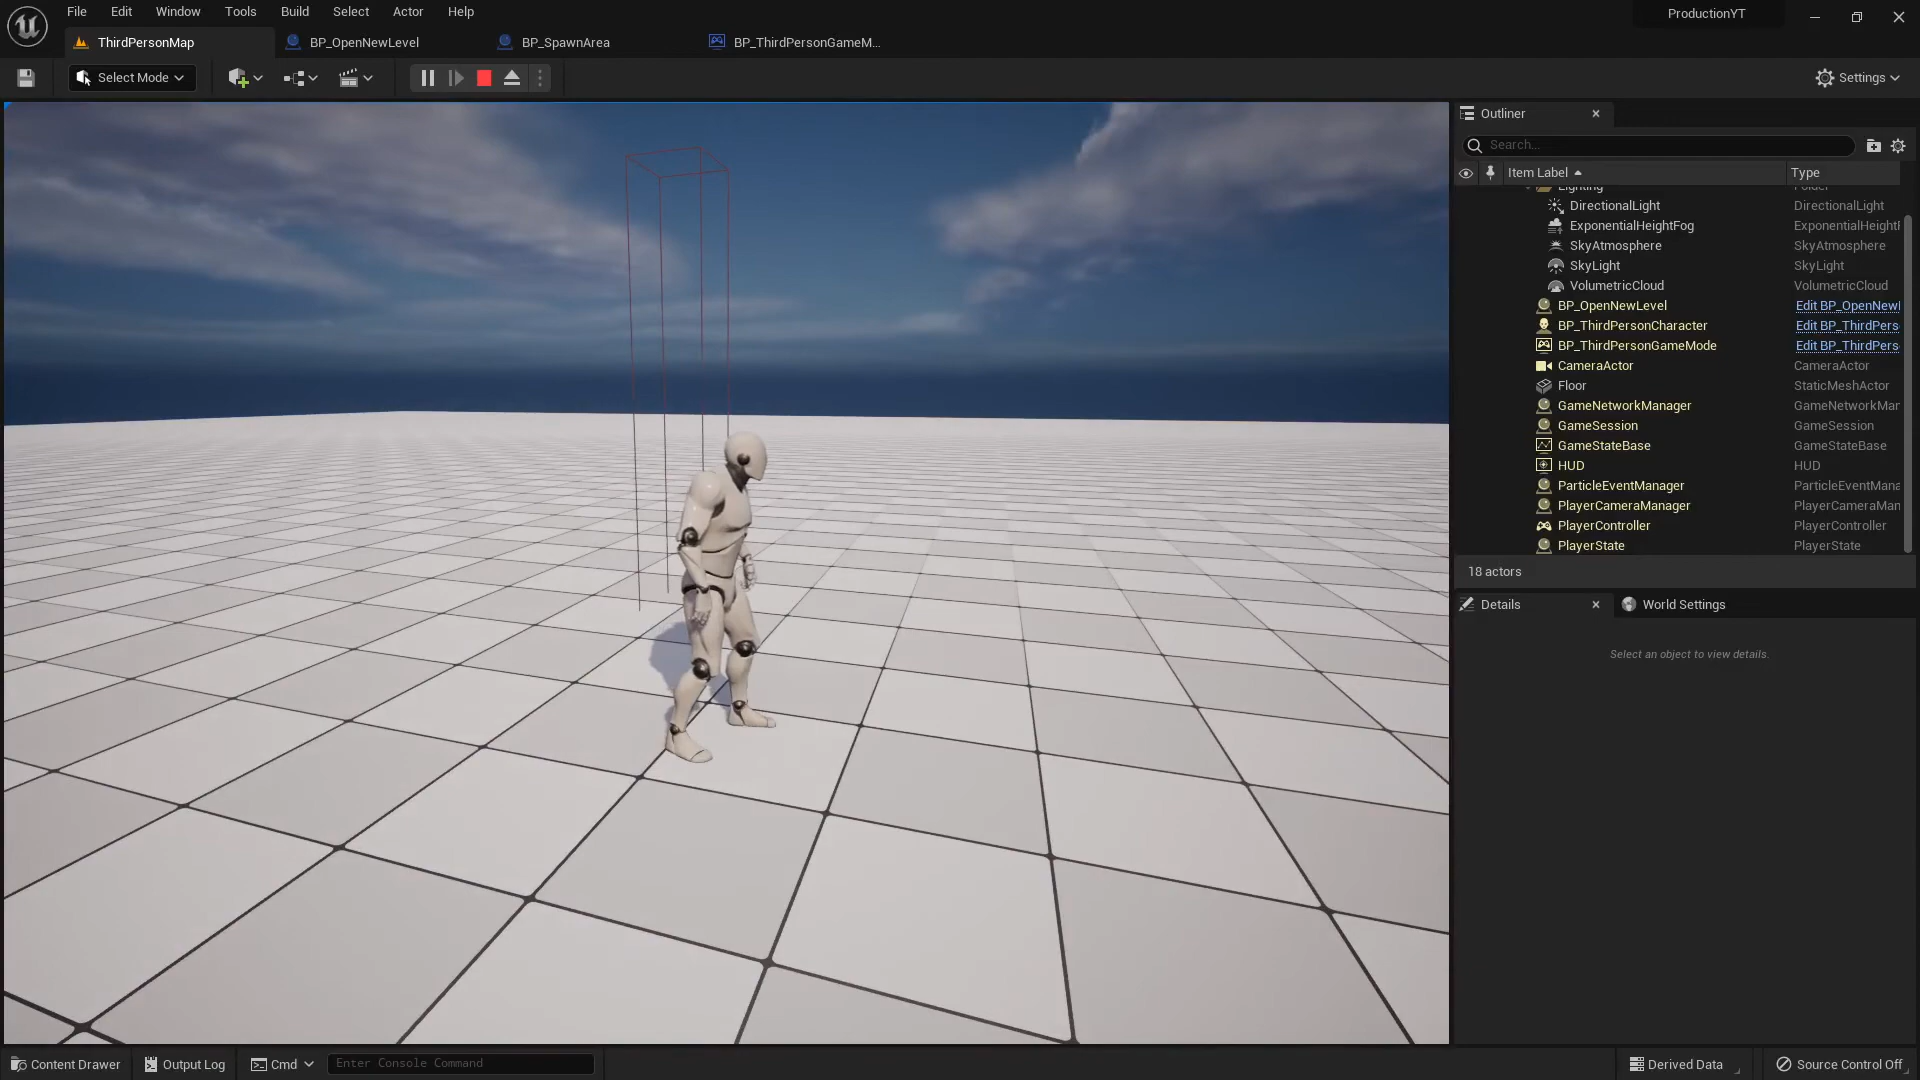 File Edit Window Tools Build Select Actor Help
ProductionYT
ThirdPersonMap
BP_OpenNewLevel
BP_SpawnArea
BP_ThirdPersonGameM...
Select Mode
Settings
Outliner
Search...
Item Label Type
Lighting Folder
DirectionalLight DirectionalLight
ExponentialHeightFog ExponentialHeightF
SkyAtmosphere SkyAtmosphere
SkyLight SkyLight
VolumetricCloud VolumetricCloud
BP_OpenNewLevel Edit BP_OpenNewl
BP_ThirdPersonCharacter Edit BP_ThirdPers
BP_ThirdPersonGameMode Edit BP_ThirdPers
CameraActor CameraActor
Floor StaticMeshActor
GameNetworkManager GameNetworkMar
GameSession GameSession
GameStateBase GameStateBase
HUD HUD
ParticleEventManager ParticleEventMana
PlayerCameraManager PlayerCameraMan
PlayerController PlayerController
PlayerState PlayerState
18 actors
Details
World Settings
Select an object to view details.
Content Drawer
Output Log
Cmd
Enter Console Command
Derived Data
Source Control Off